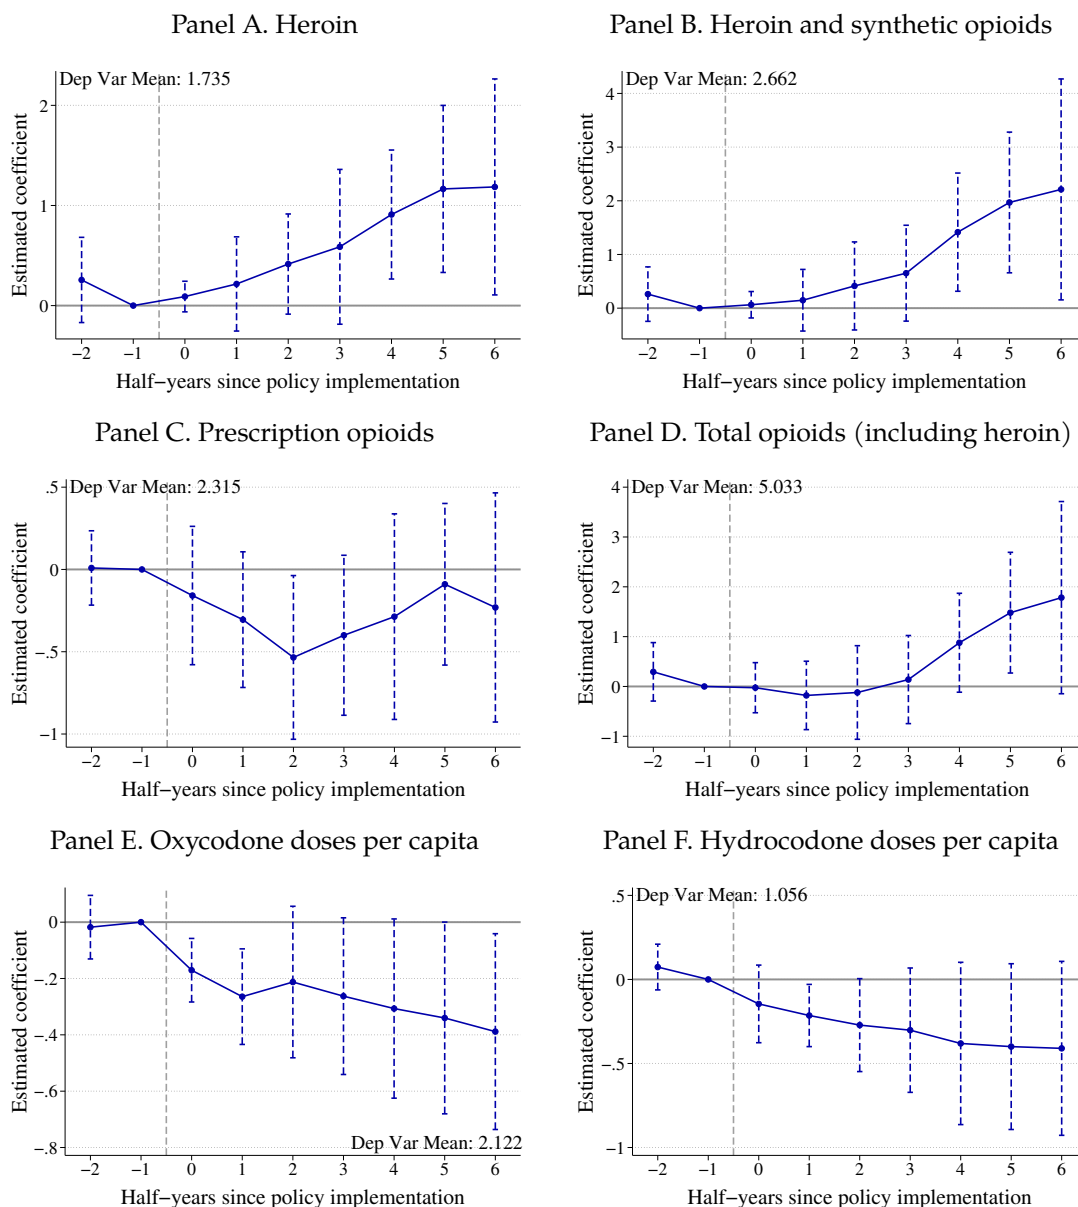 Panel A. Heroin
Dep Var Mean: 1.735
Estimated coefficient
2
1
0
−2 −1 0 1 2 3 4 5 6
Half−years since policy implementation
Panel B. Heroin and synthetic opioids
Dep Var Mean: 2.662
Estimated coefficient
4
3
2
1
0
−2 −1 0 1 2 3 4 5 6
Half−years since policy implementation
Panel C. Prescription opioids
Dep Var Mean: 2.315
Estimated coefficient
.5
0
−.5
−1
−2 −1 0 1 2 3 4 5 6
Half−years since policy implementation
Panel D. Total opioids (including heroin)
Dep Var Mean: 5.033
Estimated coefficient
4
3
2
1
0
−1
−2 −1 0 1 2 3 4 5 6
Half−years since policy implementation
Panel E. Oxycodone doses per capita
Estimated coefficient
0
−.2
−.4
−.6
−.8
Dep Var Mean: 2.122
−2 −1 0 1 2 3 4 5 6
Half−years since policy implementation
Panel F. Hydrocodone doses per capita
Dep Var Mean: 1.056
Estimated coefficient
.5
0
−.5
−1
−2 −1 0 1 2 3 4 5 6
Half−years since policy implementation